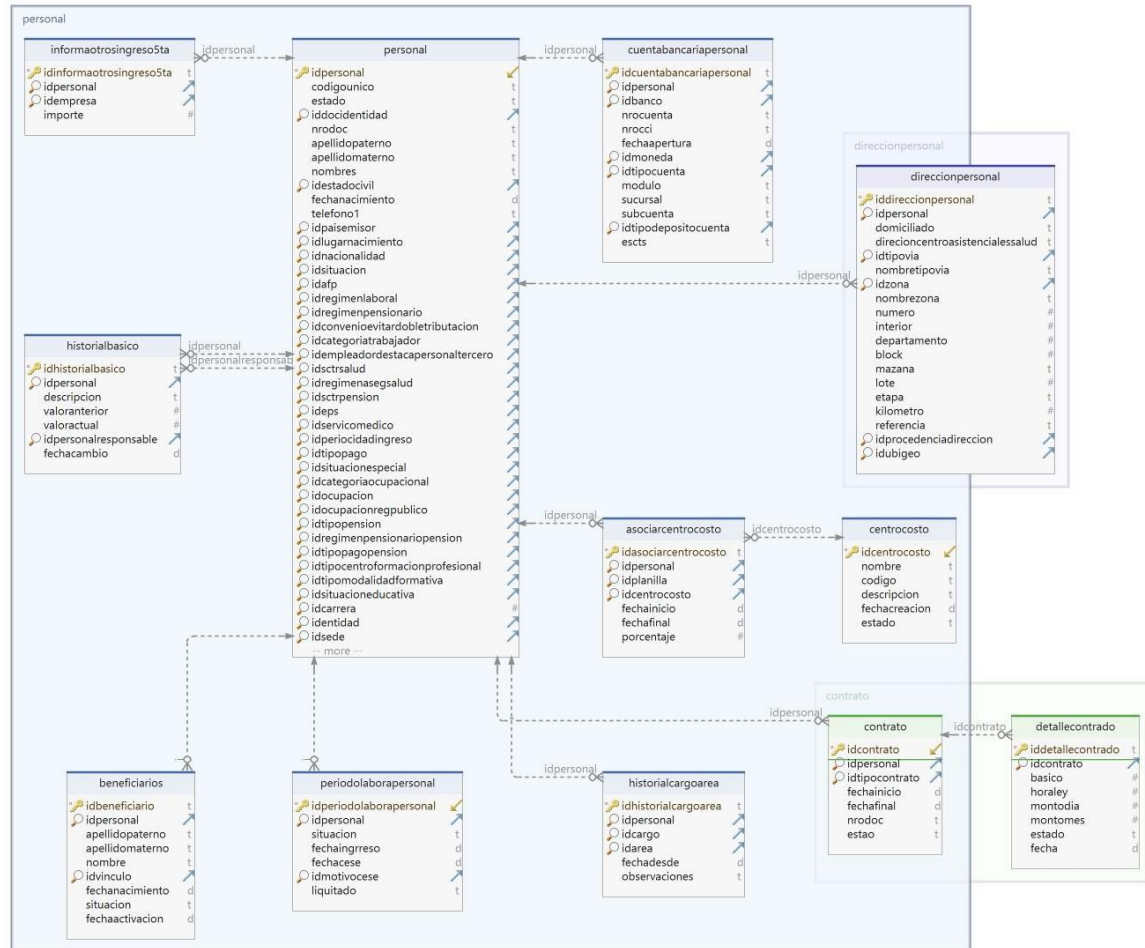 personal
informaotrosingreso5ta
idinformaotrosingreso5ta t
idpersonal
idempresa
importe #
idpersonal
personal
idpersonal
codigounico t
estado t
iddocidentidad
nrodoc t
apellidopaterno t
apellidomaterno t
nombres t
idestadocivil
fechanacimiento d
telefono1 t
idpaisemisor
idlugarnacimiento
idnacionalidad
idsituacion
idafp
idregimenlaboral
idregimenpensionario
idconvenioevitardobletributacion
idcategoriatrabajador
idempleadordestacapersonaltercero
idsctrsalud
idregimenasegsalud
idsctrpension
ideps
idservicomedico
idperiocidadingreso
idtipopago
idsituacionespecial
idcategoriaocupacional
idocupacion
idocupacionregpublico
idtipopension
idregimenpensionariopension
idtipopagopension
idtipocentroformacionprofesional
idtipomodalidadformativa
idsituacioneducativa
idcarrera #
identidad
idsede
-- more --
idpersonal
cuentabancariapersonal
idcuentabancariapersonal t
idpersonal
idbanco
nrocuenta t
nrocci t
fechaapertura d
idmoneda
idtipocuenta
modulo t
sucursal t
subcuenta t
idtipodepositocuenta
escts t
direccionpersonal
direccionpersonal
iddireccionpersonal t
idpersonal
domiciliado t
direcioncentroasistencialessalud t
idtipovia
nombretipovia t
idzona
nombrezona t
numero #
interior #
departamento #
block #
mazana t
lote #
etapa t
kilometro #
referencia t
idprocedenciadireccion
idubigeo
idpersonal
historialbasico
idhistorialbasico t
idpersonal
descripcion t
valoranterior #
valoractual #
idpersonalresponsable
fechacambio d
idpersonal
idpersonalresponsab
idpersonal
asociarcentrocosto
idasociarcentrocosto t
idpersonal
idplanilla
idcentrocosto
fechainicio d
fechafinal d
porcentaje #
idcentrocosto
centrocosto
idcentrocosto
nombre t
codigo t
descripcion t
fechacreacion d
estado t
contrato
idpersonal
contrato
idcontrato
idpersonal
idtipocontrato
fechainicio d
fechafinal d
nrodoc t
estao t
idcontrato
detallecontrado
iddetallecontrado t
idcontrato
basico #
horaley #
montodia #
montomes #
estado t
fecha d
beneficiarios
idbeneficiario t
idpersonal
apellidopaterno t
apellidomaterno t
nombre t
idvinculo
fechanacimiento d
situacion t
fechaactivacion d
periodolaborapersonal
idperiodolaborapersonal
idpersonal
situacion t
fechaingrreso d
fechacese d
idmotivocese
liquitado t
idpersonal
historialcargoarea
idhistorialcargoarea t
idpersonal
idcargo
idarea
fechadesde d
observaciones t